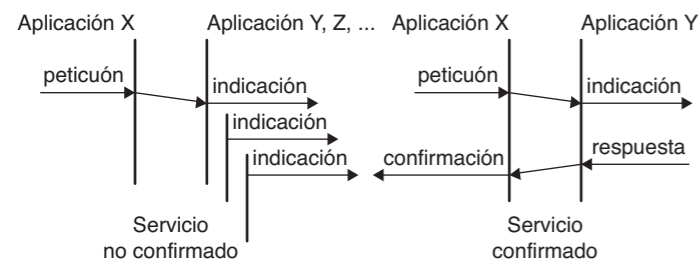 Aplicación X
Aplicación Y, Z, ...
Aplicación X
Aplicación Y
peticuón
indicación
indicación
indicación
Servicio
no confirmado
peticuón
indicación
confirmación
respuesta
Servicio
confirmado